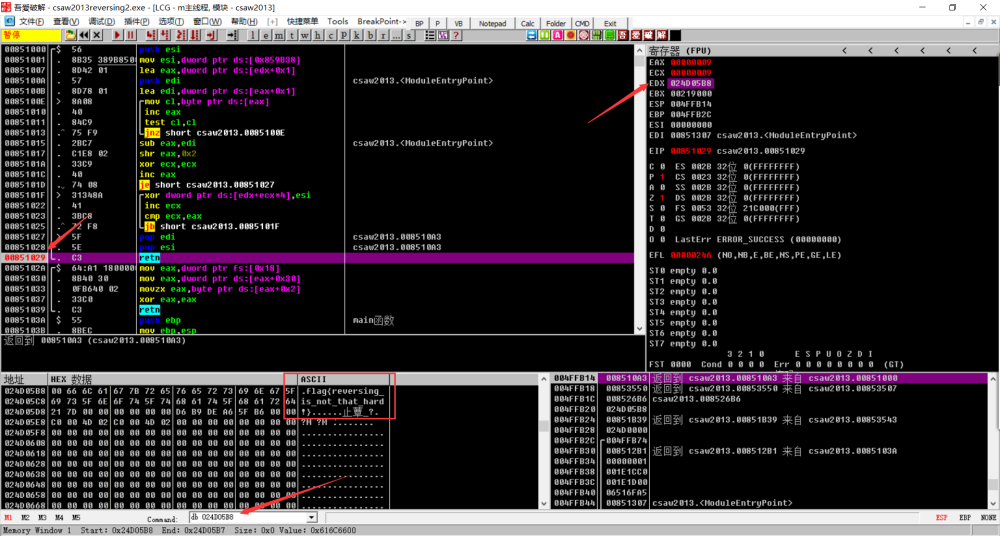 吾爱破解 - csaw2013reversing2.exe - [LCG - m主线程, 模块 - csaw2013]
文件(F) 查看(V) 调试(D) 插件(P) 选项(T) 窗口(W) 帮助(H) [+] 快捷菜单 Tools BreakPoint-> BP P VB Notepad Calc Folder CMD Exit
暂停 l e m t w h c P k b r ... s ? 吾 爱 破 解
00851000 $ 56 push esi
00851001 . 8B35 389B850 mov esi,dword ptr ds:[0x859B38]
00851007 . 8D42 01 lea eax,dword ptr ds:[edx+0x1]
0085100A . 57 push edi csaw2013.<ModuleEntryPoint>
0085100B . 8D78 01 lea edi,dword ptr ds:[eax+0x1]
0085100E > 8A08 mov cl,byte ptr ds:[eax]
00851010 . 40 inc eax
00851011 . 84C9 test cl,cl
00851013 .^ 75 F9 jnz short csaw2013.0085100E
00851015 . 2BC7 sub eax,edi csaw2013.<ModuleEntryPoint>
00851017 . C1E8 02 shr eax,0x2
0085101A . 33C9 xor ecx,ecx
0085101C . 40 inc eax
0085101D . 74 08 je short csaw2013.00851027
0085101F > 31348A xor dword ptr ds:[edx+ecx*4],esi
00851022 . 41 inc ecx
00851023 . 3BC8 cmp ecx,eax
00851025 .^ 72 F8 jb short csaw2013.0085101F
00851027 > 5F pop edi csaw2013.008510A3
00851028 . 5E pop esi csaw2013.008510A3
00851029 . C3 retn
0085102A $ 64:A1 1800000 mov eax,dword ptr fs:[0x18]
00851030 . 8B40 30 mov eax,dword ptr ds:[eax+0x30]
00851033 . 0FB640 02 movzx eax,byte ptr ds:[eax+0x2]
00851037 . 33C0 xor eax,eax
00851039 . C3 retn
0085103A $ 55 push ebp main函数
0085103B . 8BEC mov ebp,esp
返回到 008510A3 (csaw2013.008510A3)
寄存器 (FPU) < < < < < <
EAX 00000009
ECX 00000009
EDX 024D05B8
EBX 00219000
ESP 004FFB14
EBP 004FFB2C
ESI 00000000
EDI 00851307 csaw2013.<ModuleEntryPoint>
EIP 00851029 csaw2013.00851029
C 0 ES 002B 32位 0(FFFFFFFF)
P 1 CS 0023 32位 0(FFFFFFFF)
A 0 SS 002B 32位 0(FFFFFFFF)
Z 1 DS 002B 32位 0(FFFFFFFF)
S 0 FS 0053 32位 21C000(FFF)
T 0 GS 002B 32位 0(FFFFFFFF)
D 0
O 0 LastErr ERROR_SUCCESS (00000000)
EFL 00000246 (NO,NB,E,BE,NS,PE,GE,LE)
ST0 empty 0.0
ST1 empty 0.0
ST2 empty 0.0
ST3 empty 0.0
ST4 empty 0.0
ST5 empty 0.0
ST6 empty 0.0
ST7 empty 0.0
3 2 1 0 E S P U O Z D I
FST 0000 Cond 0 0 0 0 Err 0 0 0 0 0 0 0 0 (GT)
地址 HEX 数据 ASCII
024D05B8 00 66 6C 61 67 7B 72 65 76 65 72 73 69 6E 67 5F .flag{reversing_
024D05C8 69 73 5F 6E 6F 74 5F 74 68 61 74 5F 68 61 72 64 is_not_that_hard
024D05D8 21 7D 00 00 00 00 00 00 D6 B9 DE A6 5F B6 00 00 !}......止
024D05E8 C0 00 4D 02 C0 00 4D 02 00 00 00 00 00 00 00 00 ?M ?M ........
024D05F8 00 00 00 00 00 00 00 00 00 00 00 00 00 00 00 00 ................
024D0608 00 00 00 00 00 00 00 00 00 00 00 00 00 00 00 00 ................
024D0618 00 00 00 00 00 00 00 00 00 00 00 00 00 00 00 00 ................
024D0628 00 00 00 00 00 00 00 00 00 00 00 00 00 00 00 00 ................
024D0638 00 00 00 00 00 00 00 00 00 00 00 00 00 00 00 00 ................
024D0648 00 00 00 00 00 00 00 00 00 00 00 00 00 00 00 00 ................
024D0658 00 00 00 00 00 00 00 00 00 00 00 00 00 00 00 00 ................
024D0668 00 00 00 00 00 00 00 00 00 00 00 00 00 00 00 00 ................
004FFB14 008510A3 返回到 csaw2013.008510A3 来自 csaw2013.00851000
004FFB18 00853550 返回到 csaw2013.00853550 来自 csaw2013.00853507
004FFB1C 008526B6 csaw2013.008526B6
004FFB20 024D05B8
004FFB24 00851B39 返回到 csaw2013.00851B39 来自 csaw2013.00853543
004FFB28 024D0000
004FFB2C 004FFB74
004FFB30 008512B1 返回到 csaw2013.008512B1 来自 csaw2013.0085103A
004FFB34 00000001
004FFB38 001E1CC0
004FFB3C 001E1D00
004FFB40 06516FA5
004FFB44 00851307 csaw2013.<ModuleEntryPoint>
M1 M2 M3 M4 M5 Command: db 024D05B8 ESP EBP NONE
Memory Window 1 Start: 0x24D05B8 End: 0x24D05B7 Size: 0x0 Value: 0x616C6600